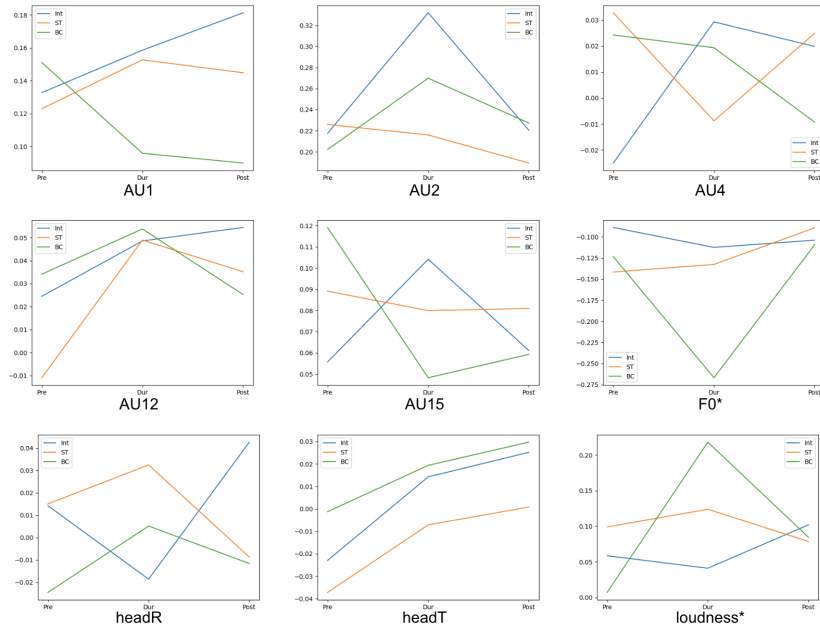 0.18
0.16
0.14
0.12
0.10
Int
ST
BC
Pre
Dur
Post
AU1
0.32
0.30
0.28
0.26
0.24
0.22
0.20
Int
ST
BC
Pre
Dur
Post
AU2
0.03
0.02
0.01
0.00
−0.01
−0.02
Int
ST
BC
Pre
Dur
Post
AU4
0.05
0.04
0.03
0.02
0.01
0.00
−0.01
Int
ST
BC
Pre
Dur
Post
AU12
0.12
0.11
0.10
0.09
0.08
0.07
0.06
0.05
Int
ST
BC
Pre
Dur
Post
AU15
−0.100
−0.125
−0.150
−0.175
−0.200
−0.225
−0.250
−0.275
Int
ST
BC
Pre
Dur
Post
F0*
0.04
0.03
0.02
0.01
0.00
−0.01
−0.02
Int
ST
BC
Pre
Dur
Post
headR
0.03
0.02
0.01
0.00
−0.01
−0.02
−0.03
−0.04
Int
ST
BC
Pre
Dur
Post
headT
0.20
0.15
0.10
0.05
0.00
Int
ST
BC
Pre
Dur
Post
loudness*